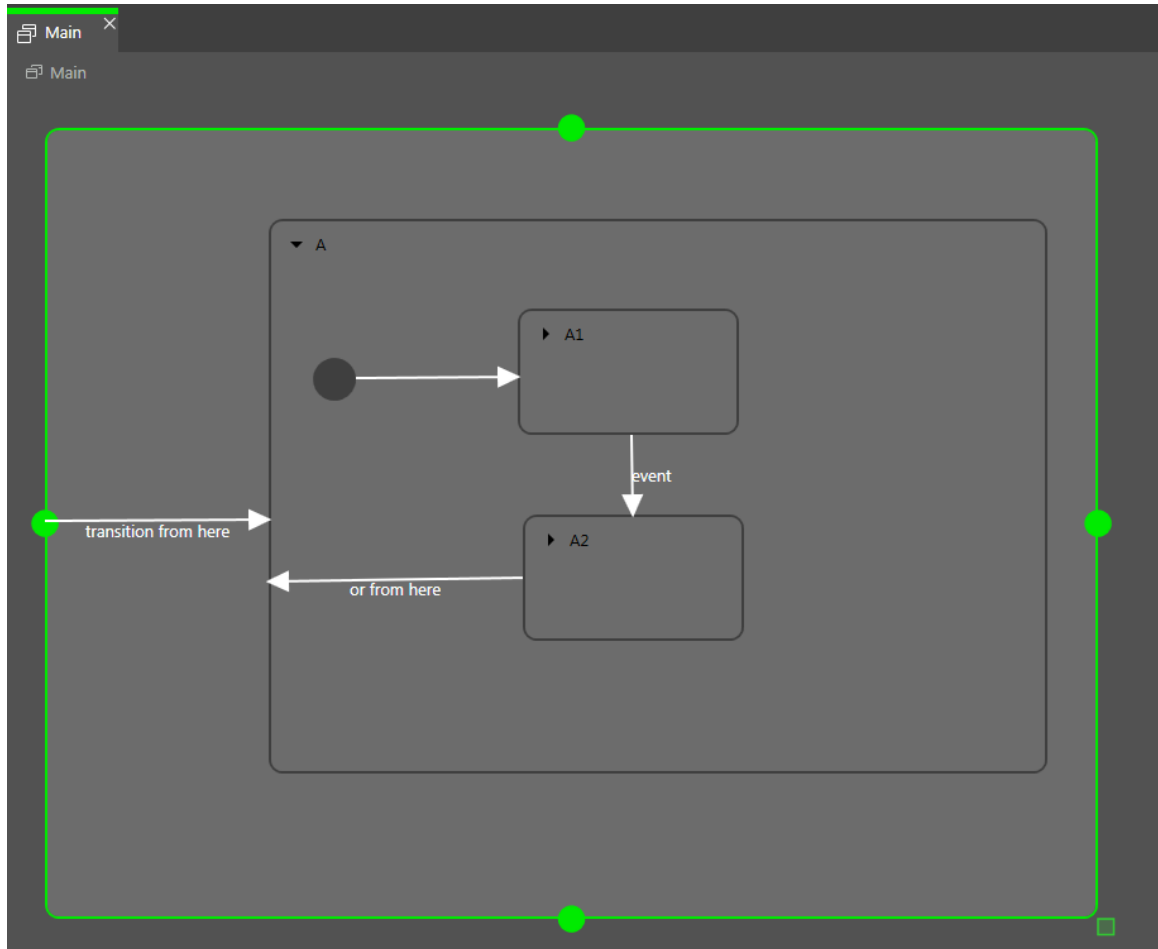 Main
Main
A
A1
event
transition from here
A2
or from here